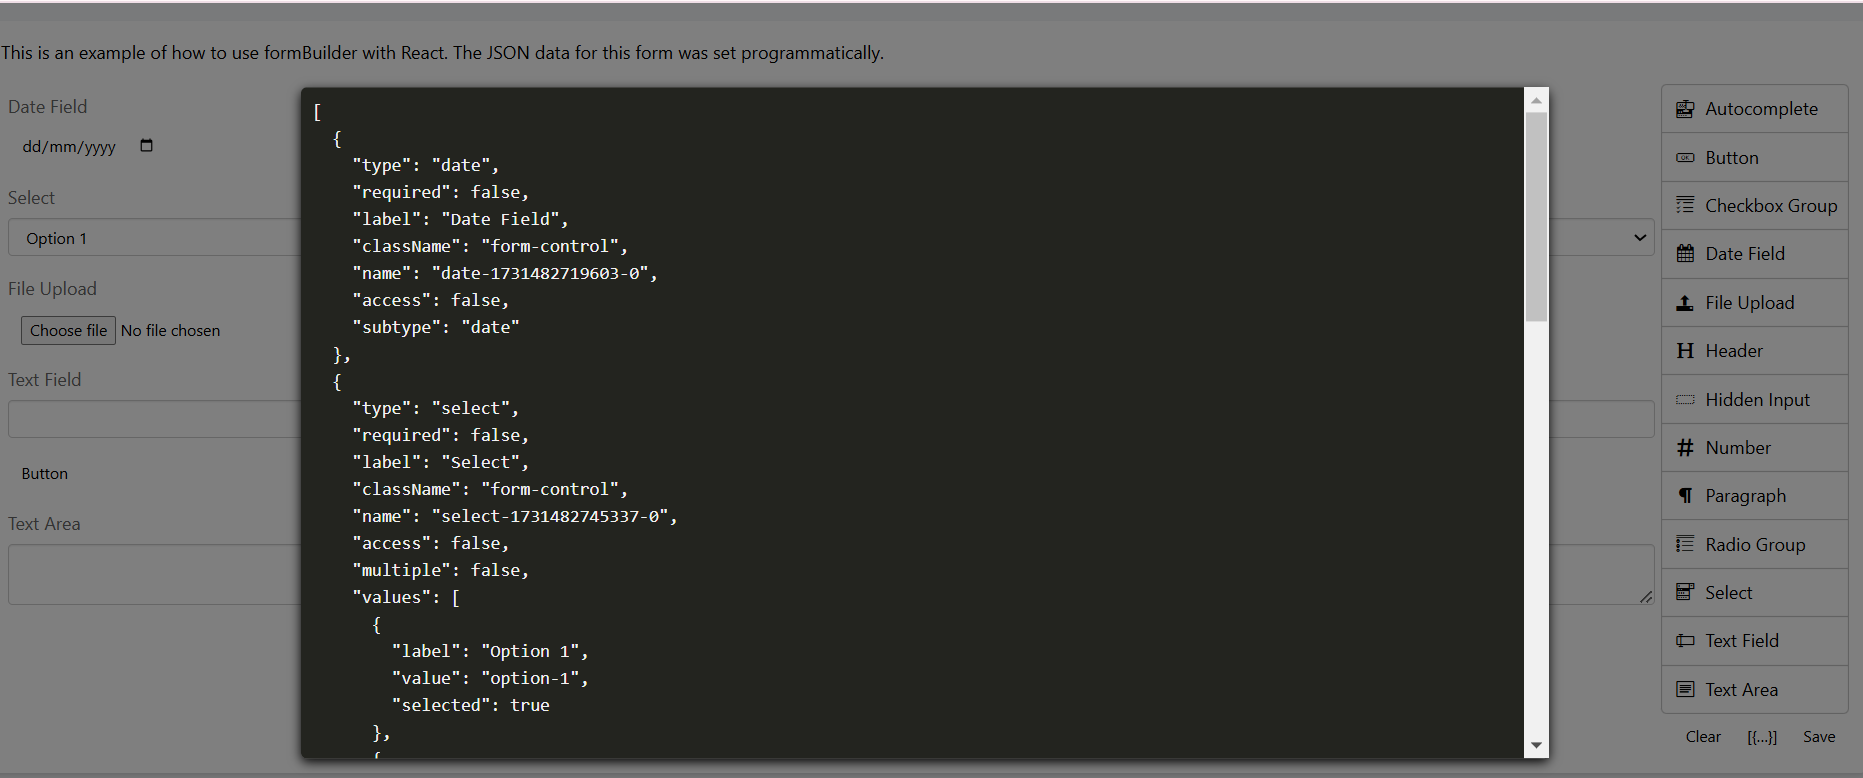 This is an example of how to use formBuilder with React. The JSON data for this form was set programmatically.
Date Field
dd/mm/yyyy
Select
Option 1
File Upload
Choose file No file chosen
Text Field
Button
Text Area
[
  {
    "type": "date",
    "required": false,
    "label": "Date Field",
    "className": "form-control",
    "name": "date-1731482719603-0",
    "access": false,
    "subtype": "date"
  },
  {
    "type": "select",
    "required": false,
    "label": "Select",
    "className": "form-control",
    "name": "select-1731482745337-0",
    "access": false,
    "multiple": false,
    "values": [
      {
        "label": "Option 1",
        "value": "option-1",
        "selected": true
      },
      {
Autocomplete
Button
Checkbox Group
Date Field
File Upload
Header
Hidden Input
Number
Paragraph
Radio Group
Select
Text Field
Text Area
Clear [{...}] Save